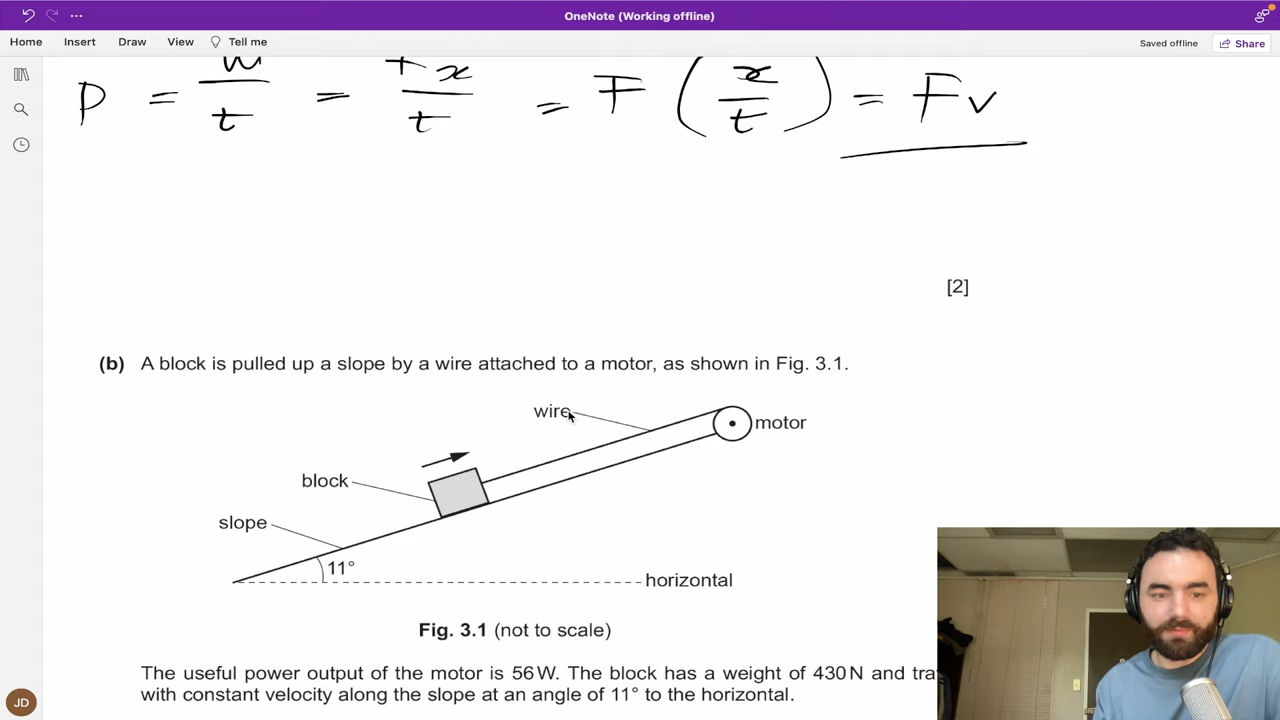 OneNote (Working offline)
Home Insert Draw View Tell me
Saved offline Share
P = W/t = Fx/t = F (x/t) = Fv
[2]
(b) A block is pulled up a slope by a wire attached to a motor, as shown in Fig. 3.1.
wire
motor
block
slope
11°
horizontal
Fig. 3.1 (not to scale)
The useful power output of the motor is 56 W. The block has a weight of 430 N and tra
with constant velocity along the slope at an angle of 11° to the horizontal.
JD